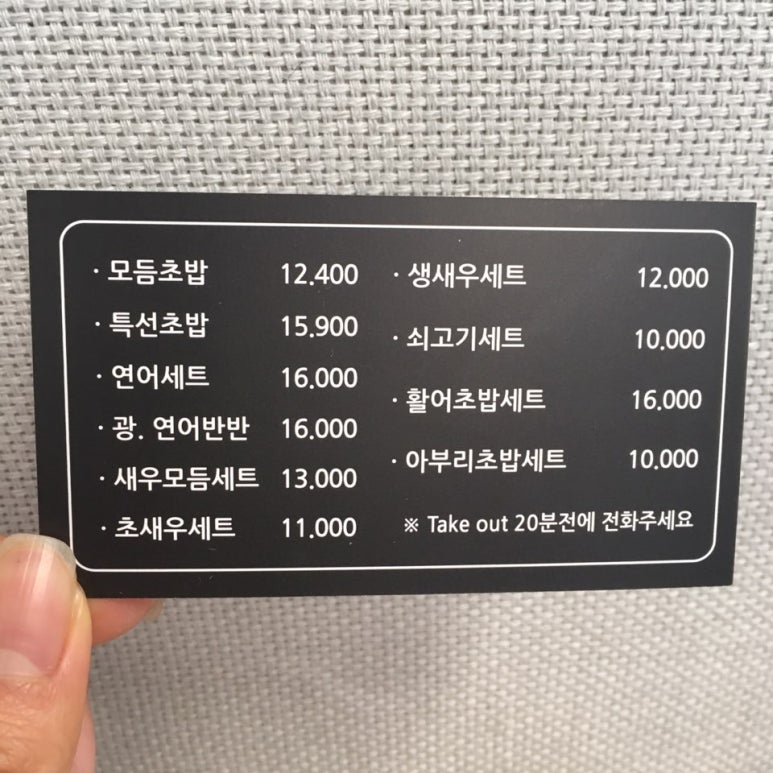 · 모듬초밥 12.400
· 특선초밥 15.900
· 연어세트 16.000
· 광. 연어반반 16.000
· 새우모듬세트 13.000
· 초새우세트 11.000
· 생새우세트 12.000
· 쇠고기세트 10.000
· 활어초밥세트 16.000
· 아부리초밥세트 10.000
※ Take out 20분전에 전화주세요